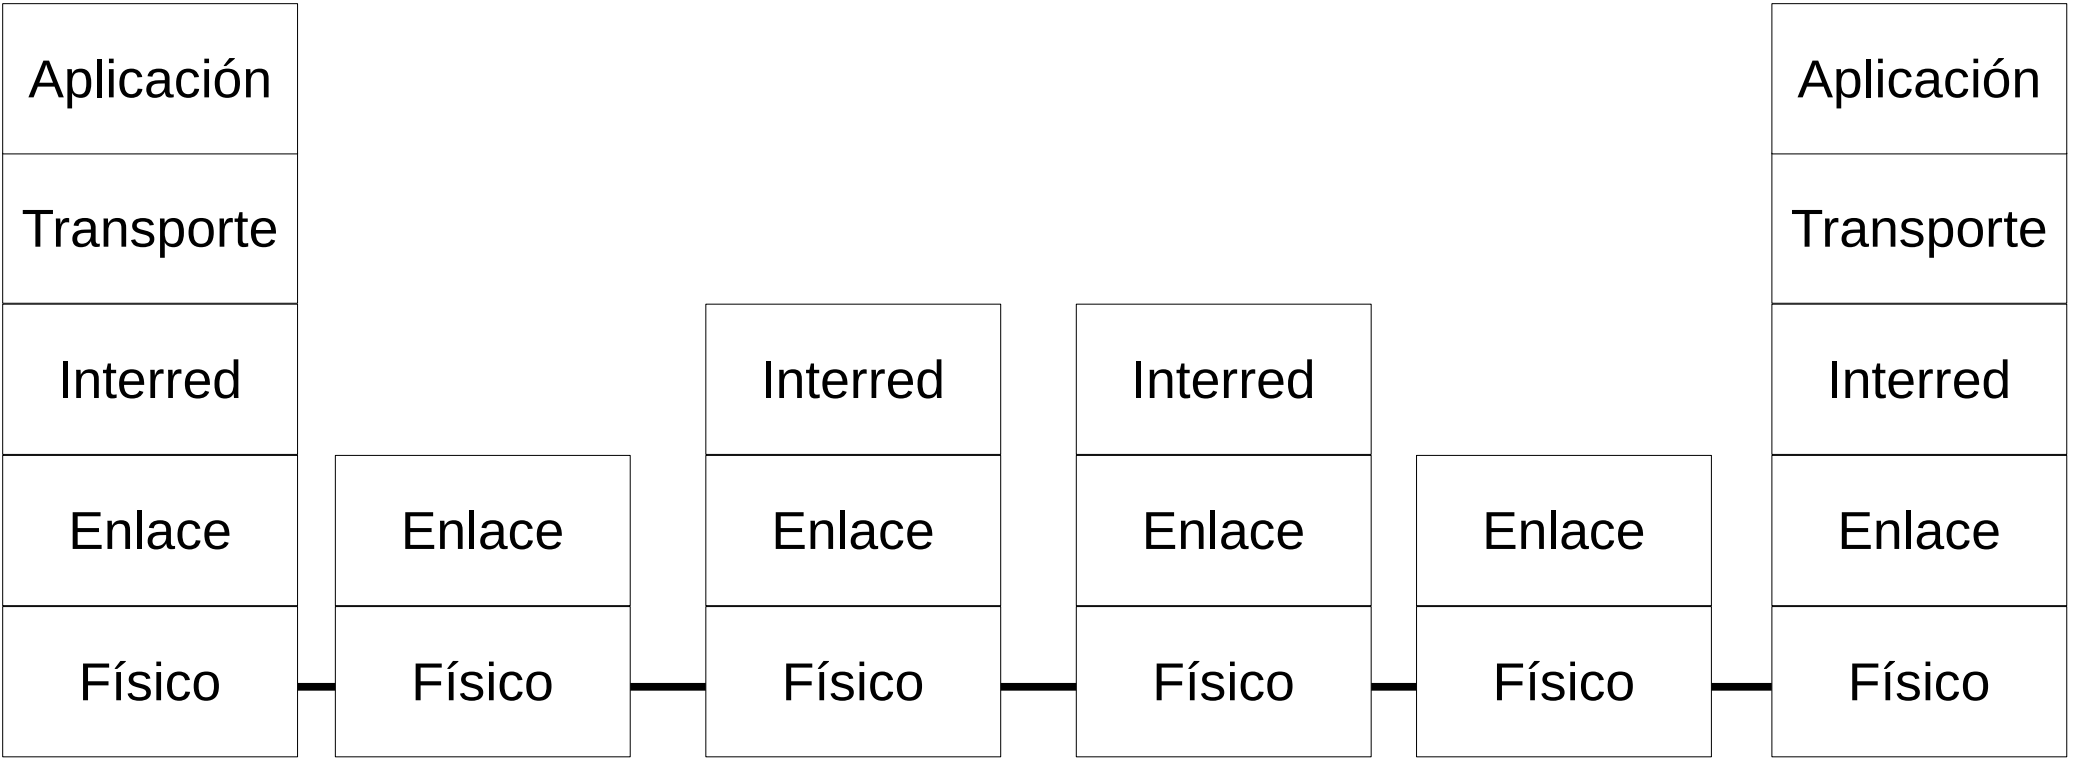 Aplicación
Aplicación
Transporte
Transporte
Interred
Interred
Interred
Interred
Enlace
Enlace
Enlace
Enlace
Enlace
Enlace
Físico
Físico
Físico
Físico
Físico
Físico